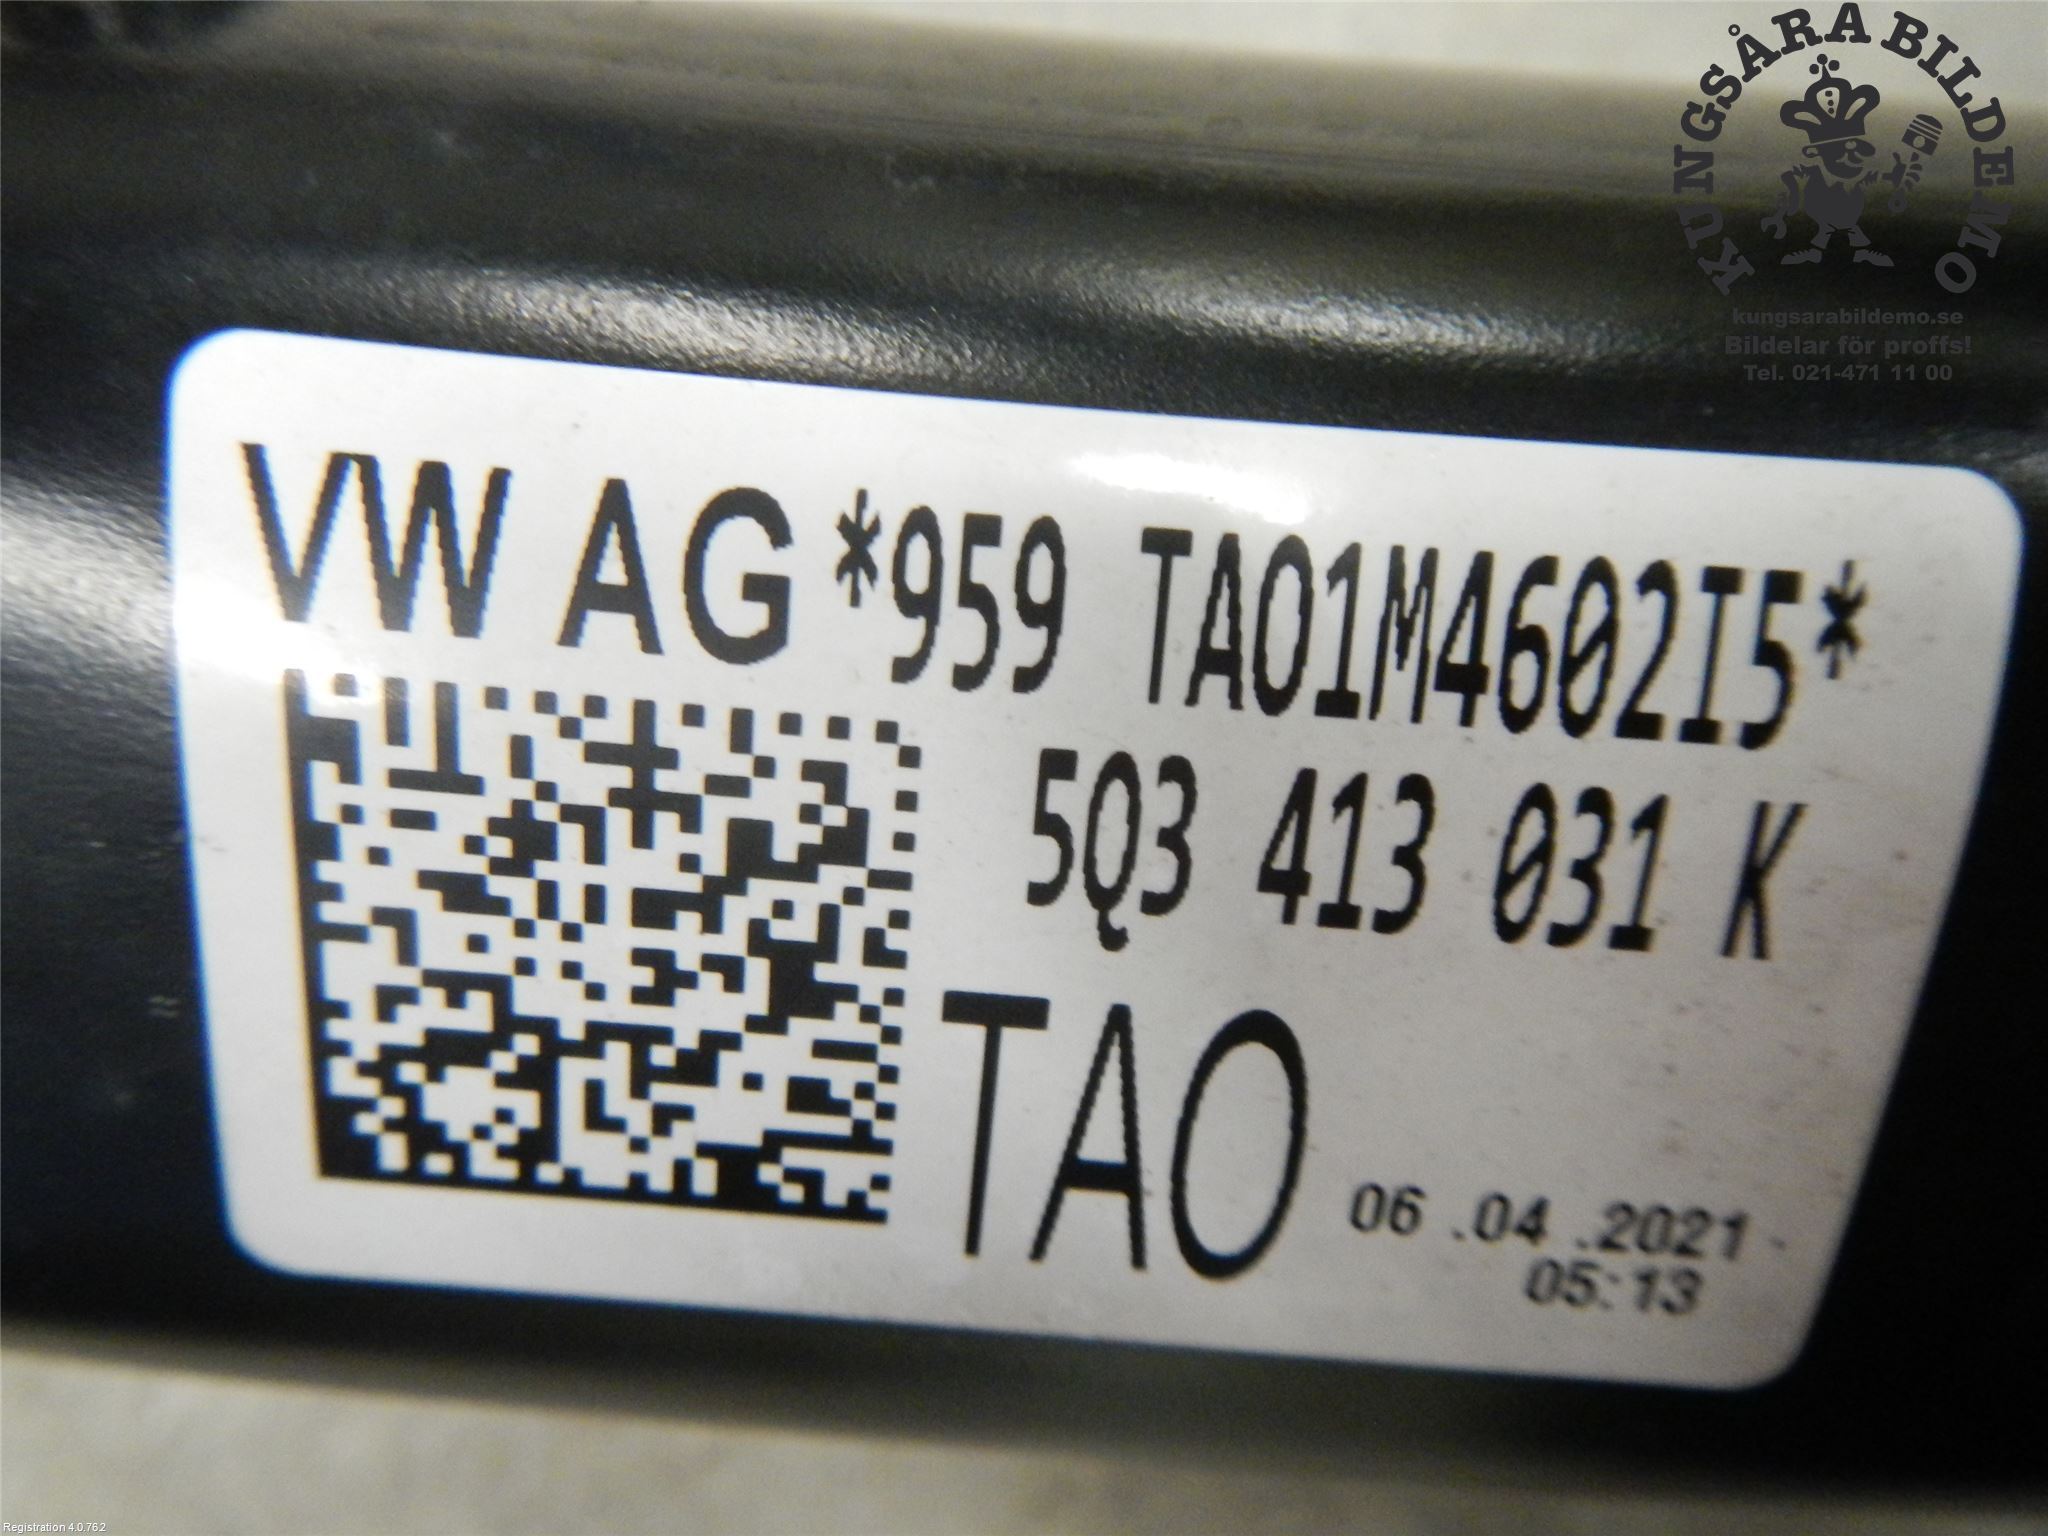 KUNGSÅRA BILDEMO
kungsarabildemo.se
Bildelar för proffs!
Tel. 021-471 11 00
VW AG *959 TAO1M4602I5*
5Q3 413 031 K
TAO
06 .04 .2021
05:13
Registration 4.0.762